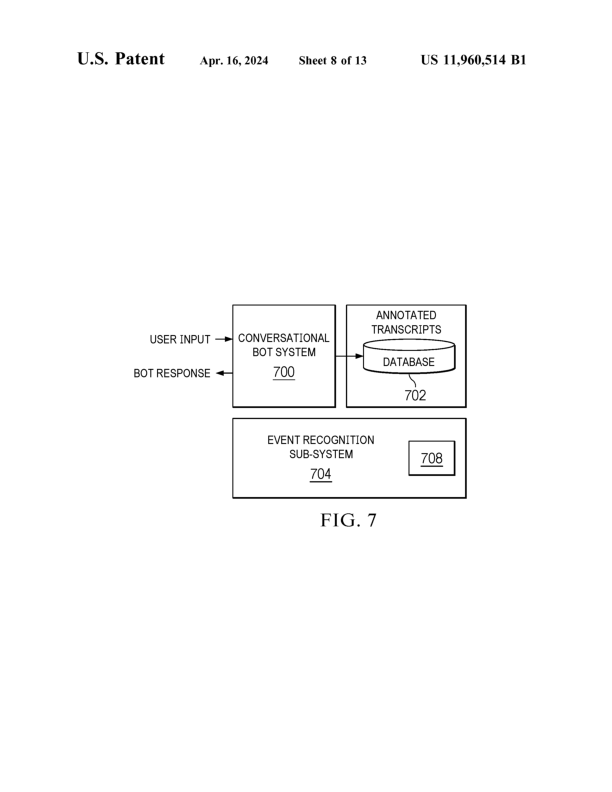 U.S. Patent Apr. 16, 2024 Sheet 8 of 13 US 11,960,514 B1
USER INPUT
BOT RESPONSE
CONVERSATIONAL
BOT SYSTEM
700
ANNOTATED
TRANSCRIPTS
DATABASE
702
EVENT RECOGNITION
SUB-SYSTEM
704
708
FIG. 7